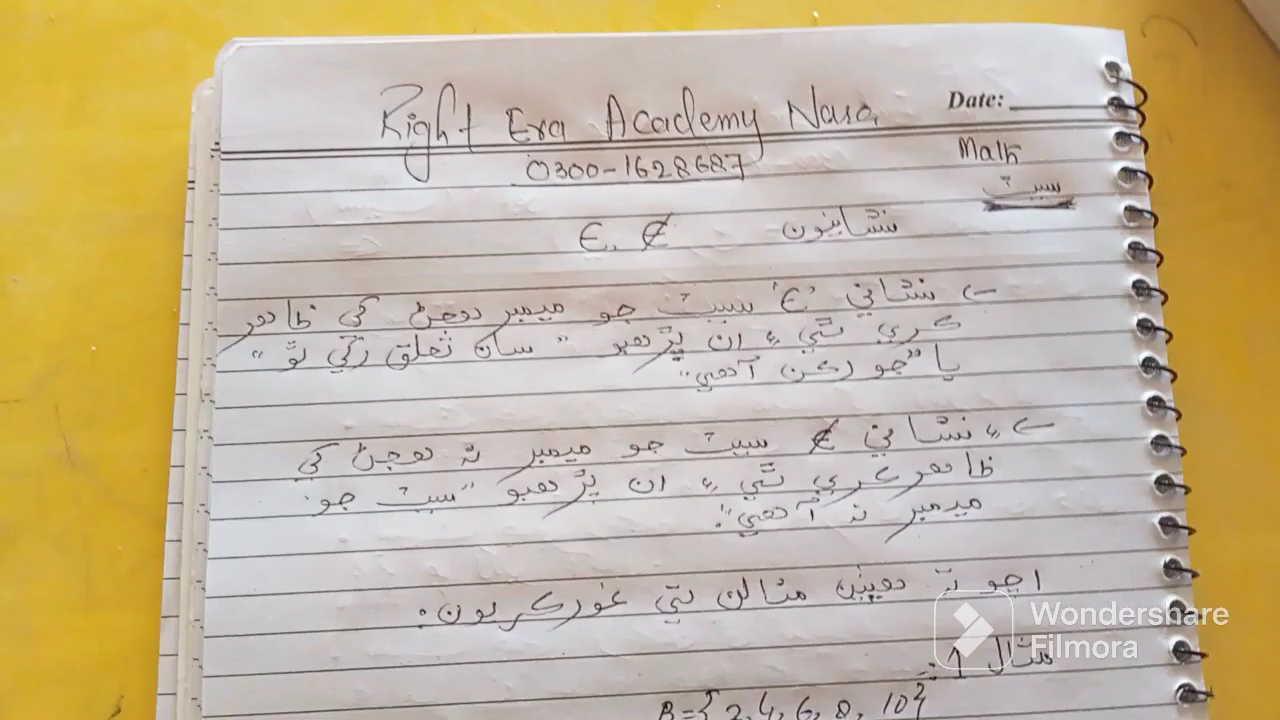 Right Era Academy Nara
Date:
0300-1628687
Math
سيٽ
نشانيون ∈, ∉
← نشاني '∈' سيٽ جو ميمبر هجڻ کي ظاهر
ڪري ٿي ۽ ان پڙهبو "سان تعلق رکي ٿو"
يا "جو رڪن آهي"
← ۽ نشاني ∉ سيٽ جو ميمبر نه هجڻ کي
ظاهر ڪري ٿي ۽ ان پڙهبو "سيٽ جو
ميمبر نه آهي".
اچو ته هيٺين مثالن تي غور ڪريون:
Wondershare
Filmora
مثال 1:
B={2,4,6,8,10}